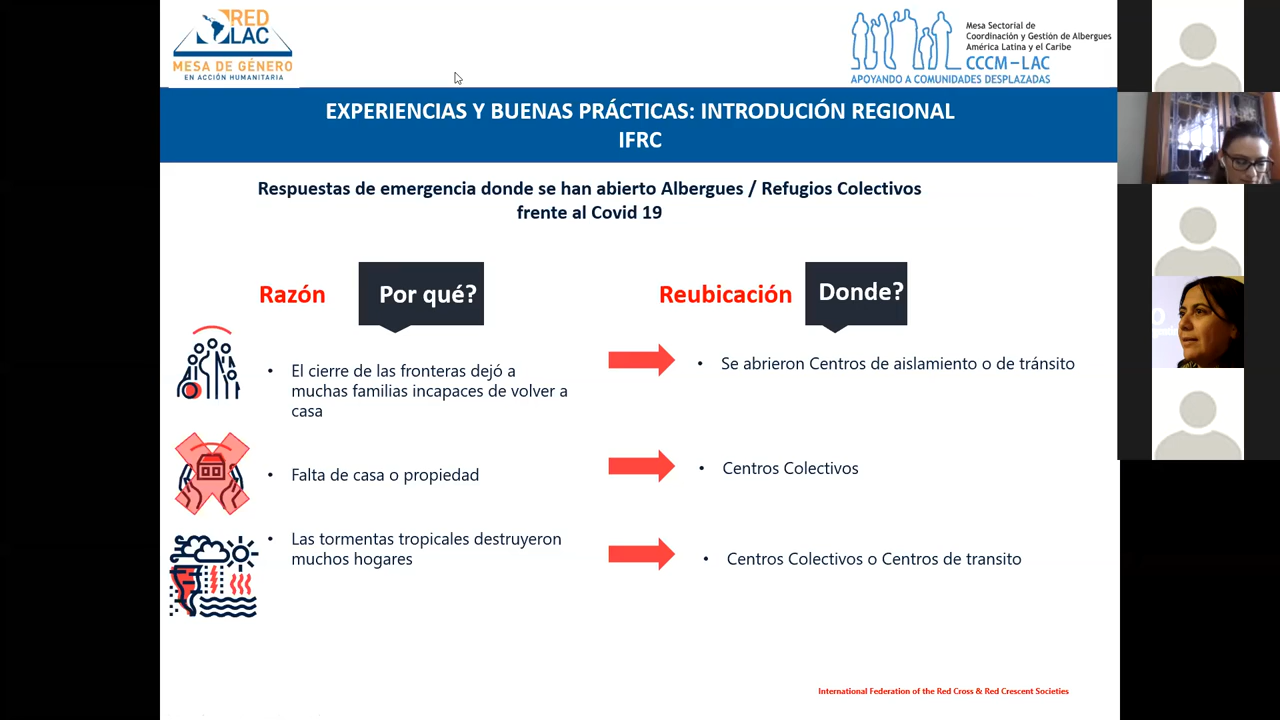 RED
LAC
MESA DE GÉNERO
EN ACCIÓN HUMANITARIA
Mesa Sectorial de
Coordinación y Gestión de Albergues
América Latina y el Caribe
CCCM-LAC
APOYANDO A COMUNIDADES DESPLAZADAS
EXPERIENCIAS Y BUENAS PRÁCTICAS: INTRODUCIÓN REGIONAL
IFRC
Respuestas de emergencia donde se han abierto Albergues / Refugios Colectivos
frente al Covid 19
Razón
Por qué?
Reubicación
Donde?
• El cierre de las fronteras dejó a
muchas familias incapaces de volver a
casa
• Se abrieron Centros de aislamiento o de tránsito
• Falta de casa o propiedad
• Centros Colectivos
• Las tormentas tropicales destruyeron
muchos hogares
• Centros Colectivos o Centros de transito
International Federation of the Red Cross & Red Crescent Societies